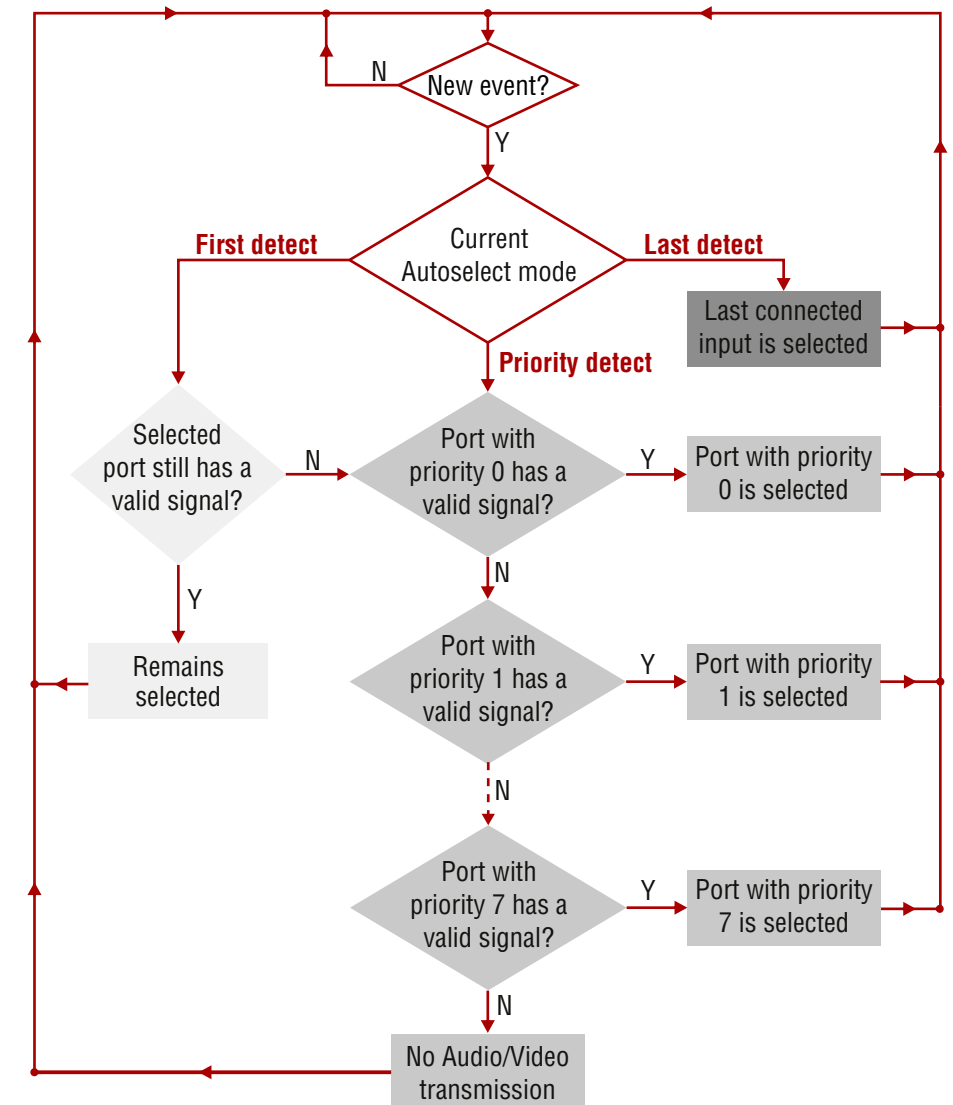 N
New event?
Y
First detect
Current
Autoselect mode
Last detect
Last connected
input is selected
Priority detect
Selected
port still has a
valid signal?
N
Port with
priority 0 has a
valid signal?
Y
Port with priority
0 is selected
N
Y
Remains
selected
Port with
priority 1 has a
valid signal?
Y
Port with priority
1 is selected
N
Port with
priority 7 has a
valid signal?
Y
Port with priority
7 is selected
N
No Audio/Video
transmission